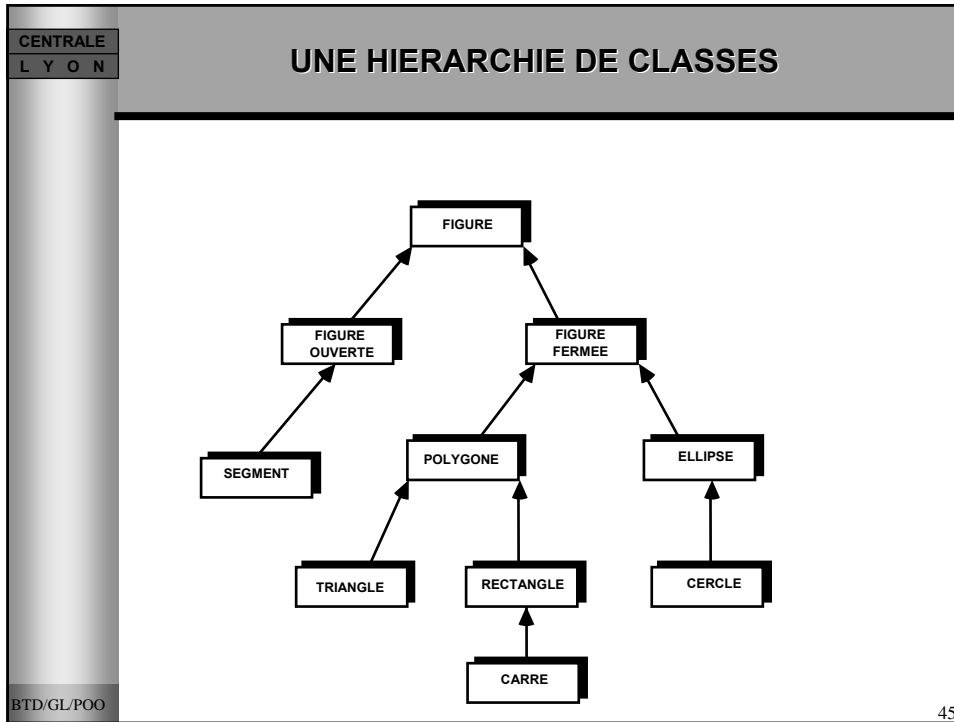 CENTRALE
L Y O N
UNE HIERARCHIE DE CLASSES
FIGURE
FIGURE
OUVERTE
FIGURE
FERMEE
SEGMENT
POLYGONE
ELLIPSE
TRIANGLE
RECTANGLE
CERCLE
CARRE
BTD/GL/POO
45